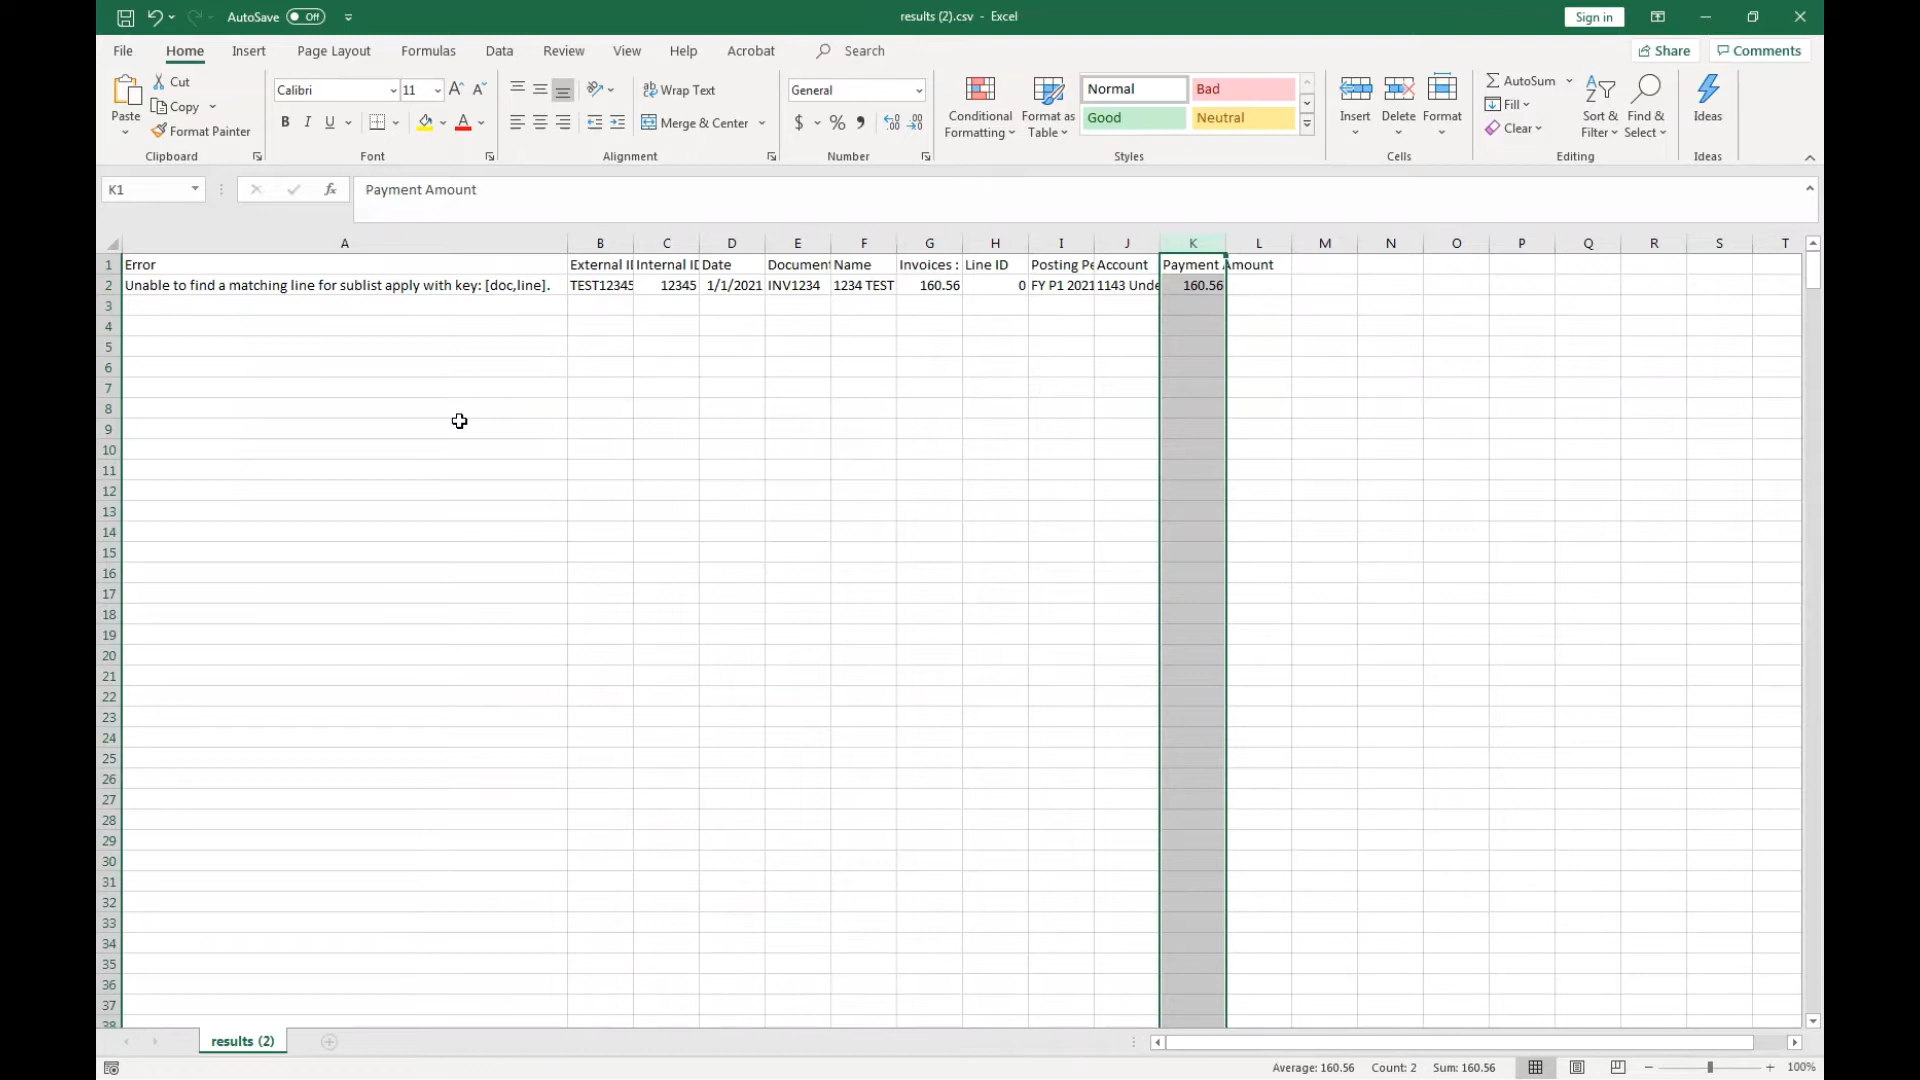 AutoSave Off results (2).csv - Excel Sign in
File Home Insert Page Layout Formulas Data Review View Help Acrobat Search Share Comments
Paste Cut Copy Format Painter Clipboard
Calibri 11 A A B I U A Font
Wrap Text Merge & Center Alignment
General $ % , Number
Conditional Formatting Format as Table Normal Bad Good Neutral Styles
Insert Delete Format Cells
AutoSum Fill Clear Sort & Filter Find & Select Editing
Ideas Ideas
K1 fx Payment Amount
A B C D E F G H I J K L M N O P Q R S T
1 Error External II Internal II Date Document Name Invoices : Line ID Posting Pe Account Payment Amount
2 Unable to find a matching line for sublist apply with key: [doc,line]. TEST12345 12345 1/1/2021 INV1234 1234 TEST 160.56 0 FY P1 2021 1143 Unde 160.56
3
4
5
6
7
8
9
10
11
12
13
14
15
16
17
18
19
20
21
22
23
24
25
26
27
28
29
30
31
32
33
34
35
36
37
38
results (2)
Average: 160.56 Count: 2 Sum: 160.56 100%